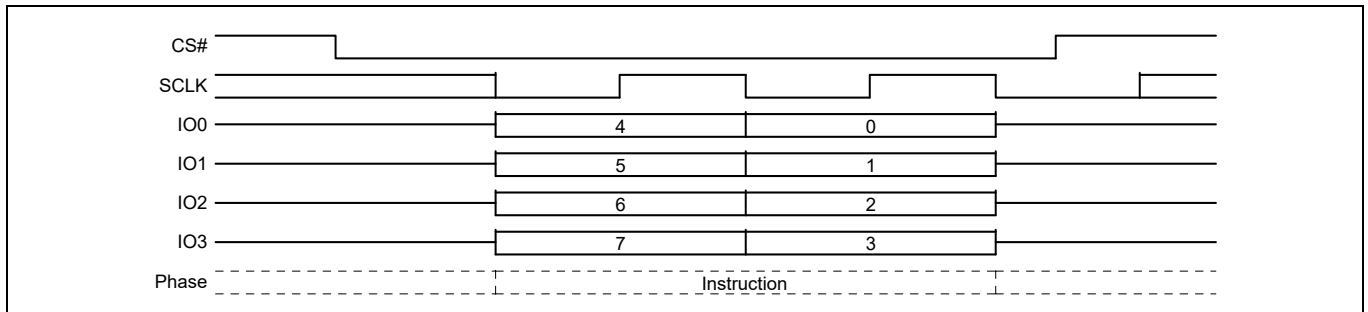 CS#
SCLK
IO0 4 0
IO1 5 1
IO2 6 2
IO3 7 3
Phase Instruction